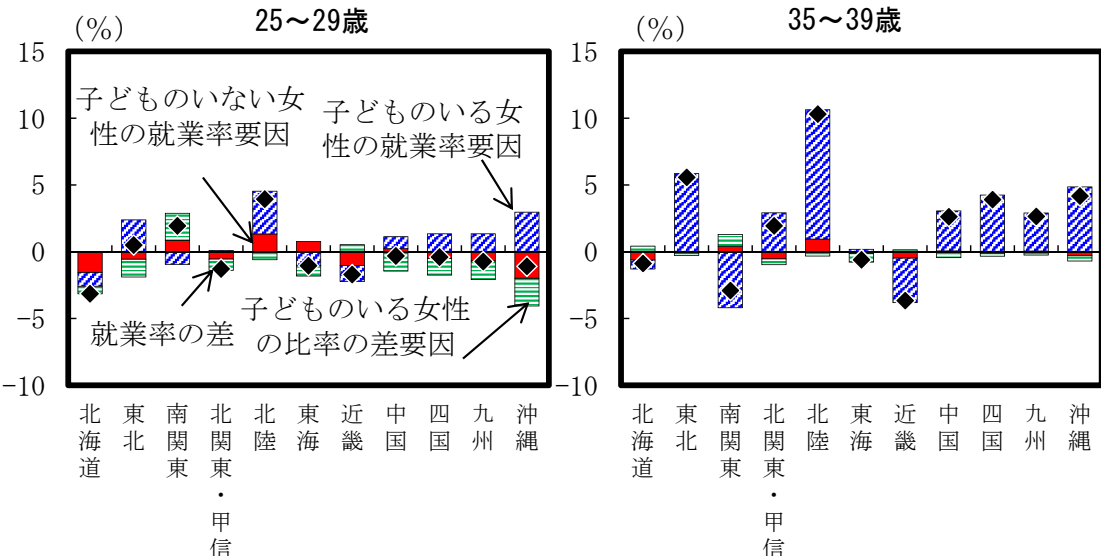 25～29歳
(％)
15
10
5
0
−5
−10
子どものいない女
性の就業率要因
子どものいる女
性の就業率要因
就業率の差
子どものいる女性
の比率の差要因
北海道
東北
南関東
北関東・甲信
北陸
東海
近畿
中国
四国
九州
沖縄
35～39歳
(％)
15
10
5
0
−5
−10
北海道
東北
南関東
北関東・甲信
北陸
東海
近畿
中国
四国
九州
沖縄